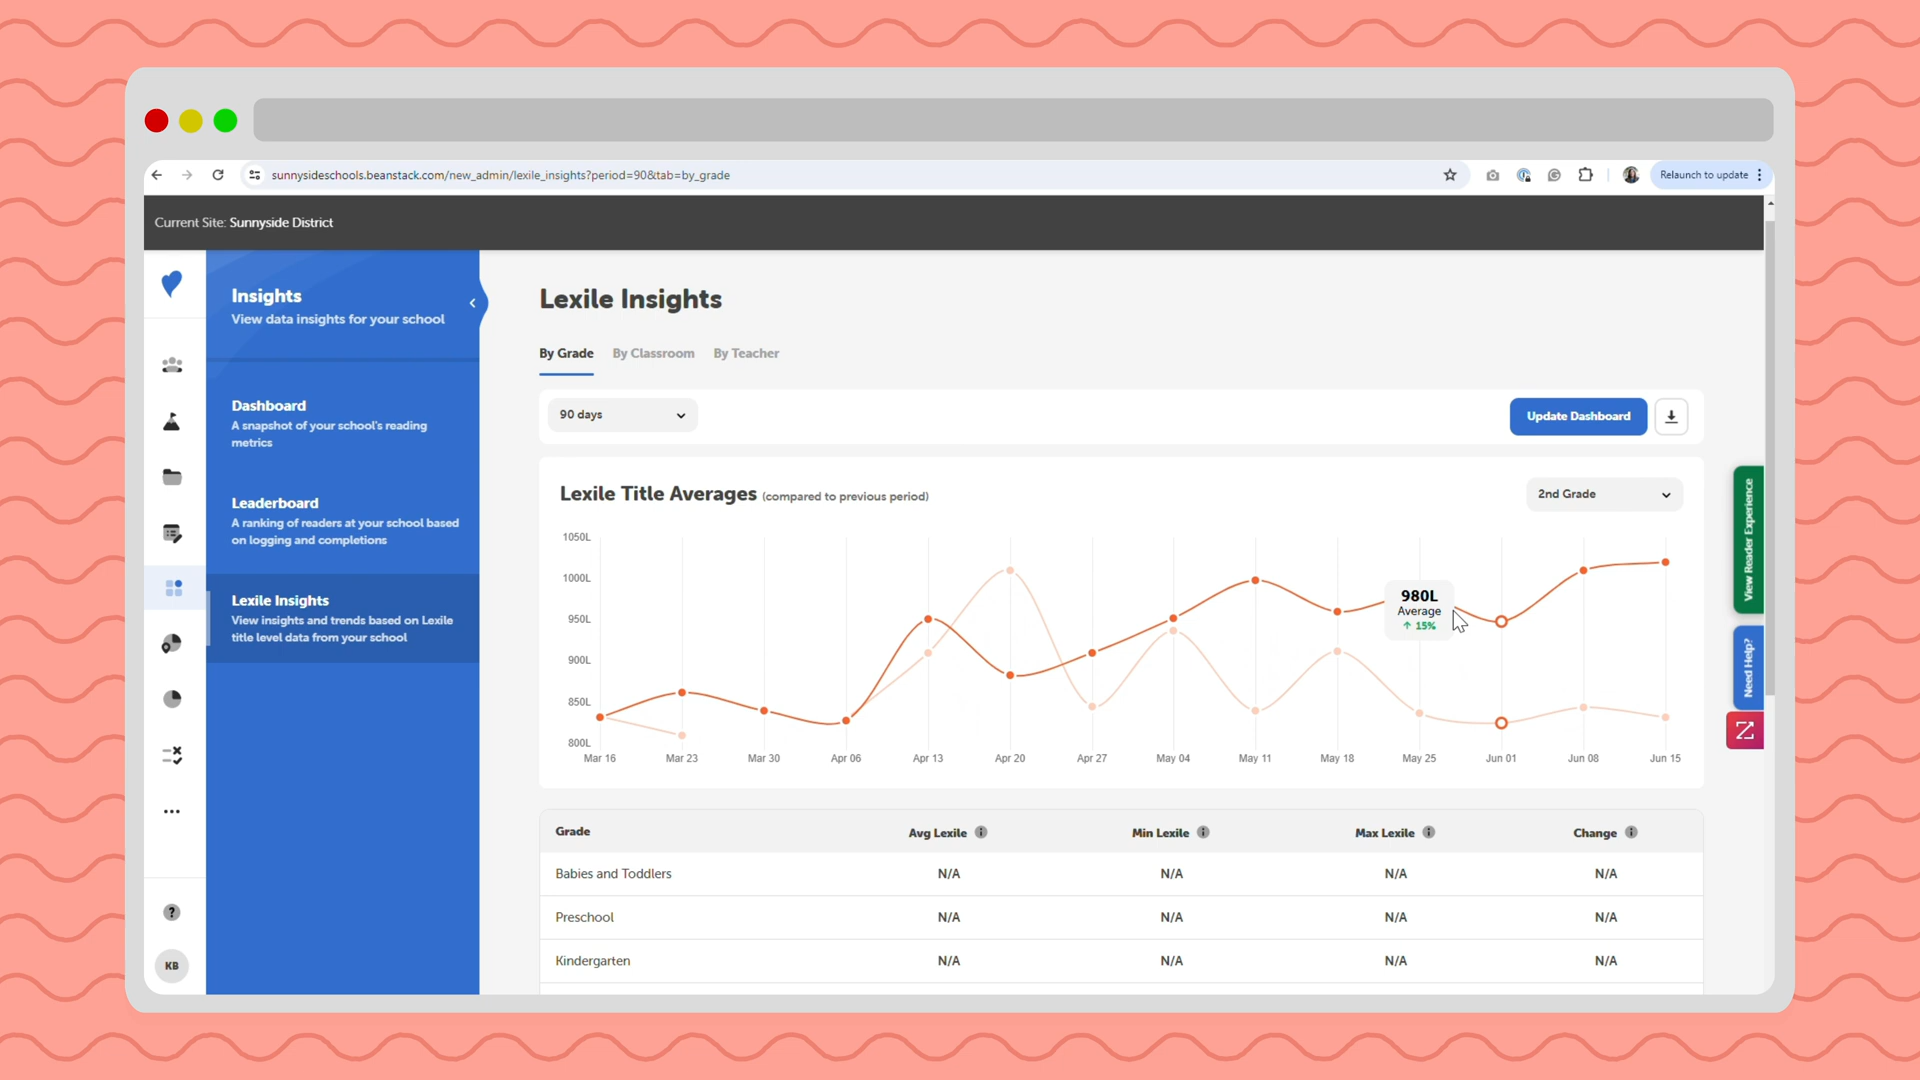 sunnysideschools.beanstack.com/new_admin/lexile_insights?period=90&tab=by_grade
Relaunch to update
Current Site: Sunnyside District
Insights
View data insights for your school
Dashboard
A snapshot of your school's reading
metrics
Leaderboard
A ranking of readers at your school based
on logging and completions
Lexile Insights
View insights and trends based on Lexile
title level data from your school
?
KB
Lexile Insights
By Grade By Classroom By Teacher
90 days
Update Dashboard
Lexile Title Averages (compared to previous period)
2nd Grade
1050L
1000L
950L
900L
850L
800L
980L
Average
↑ 15%
Mar 16 Mar 23 Mar 30 Apr 06 Apr 13 Apr 20 Apr 27 May 04 May 11 May 18 May 25 Jun 01 Jun 08 Jun 15
Grade Avg Lexile i Min Lexile i Max Lexile i Change i
Babies and Toddlers N/A N/A N/A N/A
Preschool N/A N/A N/A N/A
Kindergarten N/A N/A N/A N/A
View Reader Experience
Need Help?